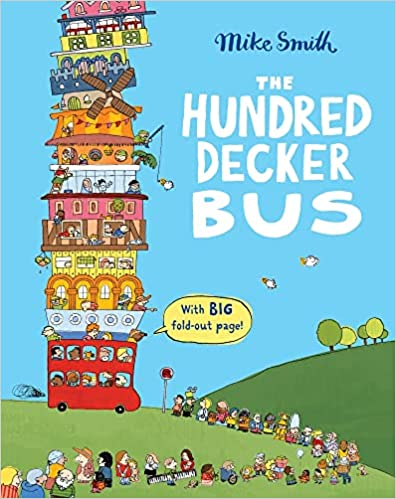 Mike Smith
THE
HUNDRED
DECKER
BUS
With BIG
fold-out page!